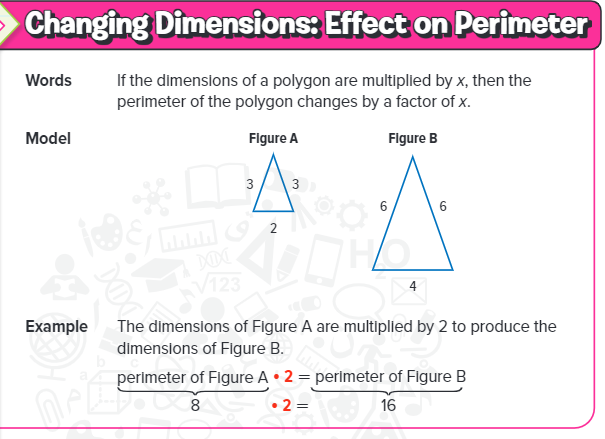 Changing Dimensions: Effect on Perimeter
Words
If the dimensions of a polygon are multiplied by x, then the
perimeter of the polygon changes by a factor of x.
Model
Figure A
Figure B
3
3
2
6
6
4
√123
HO
2
a
b
Example
The dimensions of Figure A are multiplied by 2 to produce the
dimensions of Figure B.
perimeter of Figure A • 2 = perimeter of Figure B
8 • 2 = 16